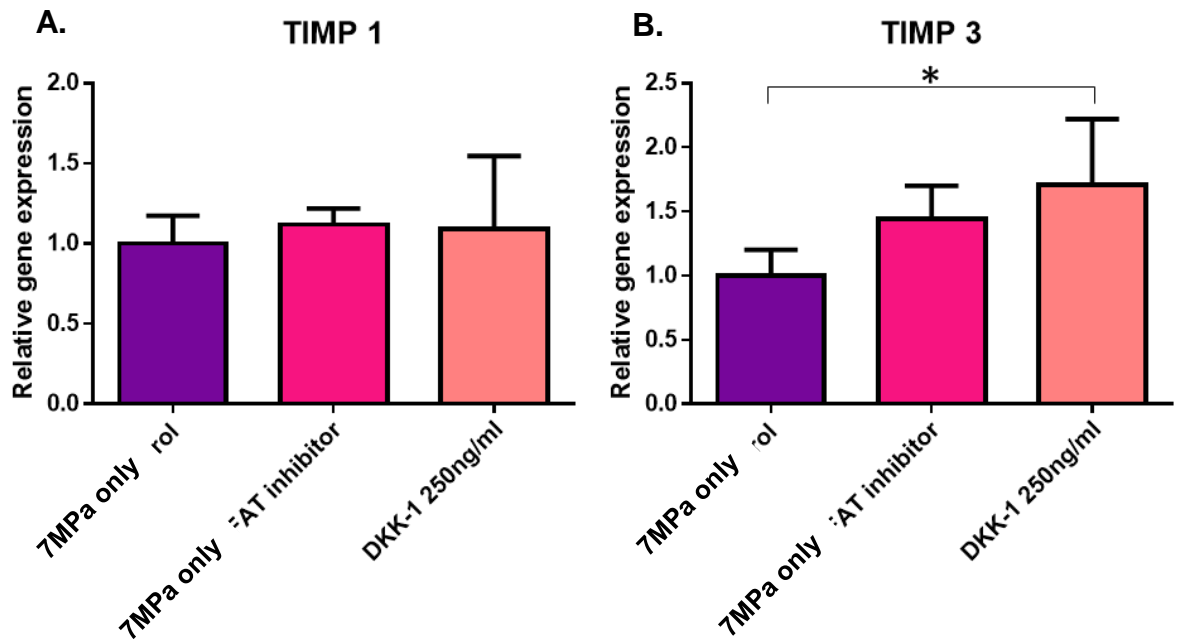 A.
TIMP 1
Relative gene expression
2.0
1.5
1.0
0.5
0.0
7MPa only rol
7MPa only FAT inhibitor
DKK-1 250ng/ml
B.
TIMP 3
*
Relative gene expression
2.5
2.0
1.5
1.0
0.5
0.0
7MPa only rol
7MPa only FAT inhibitor
DKK-1 250ng/ml